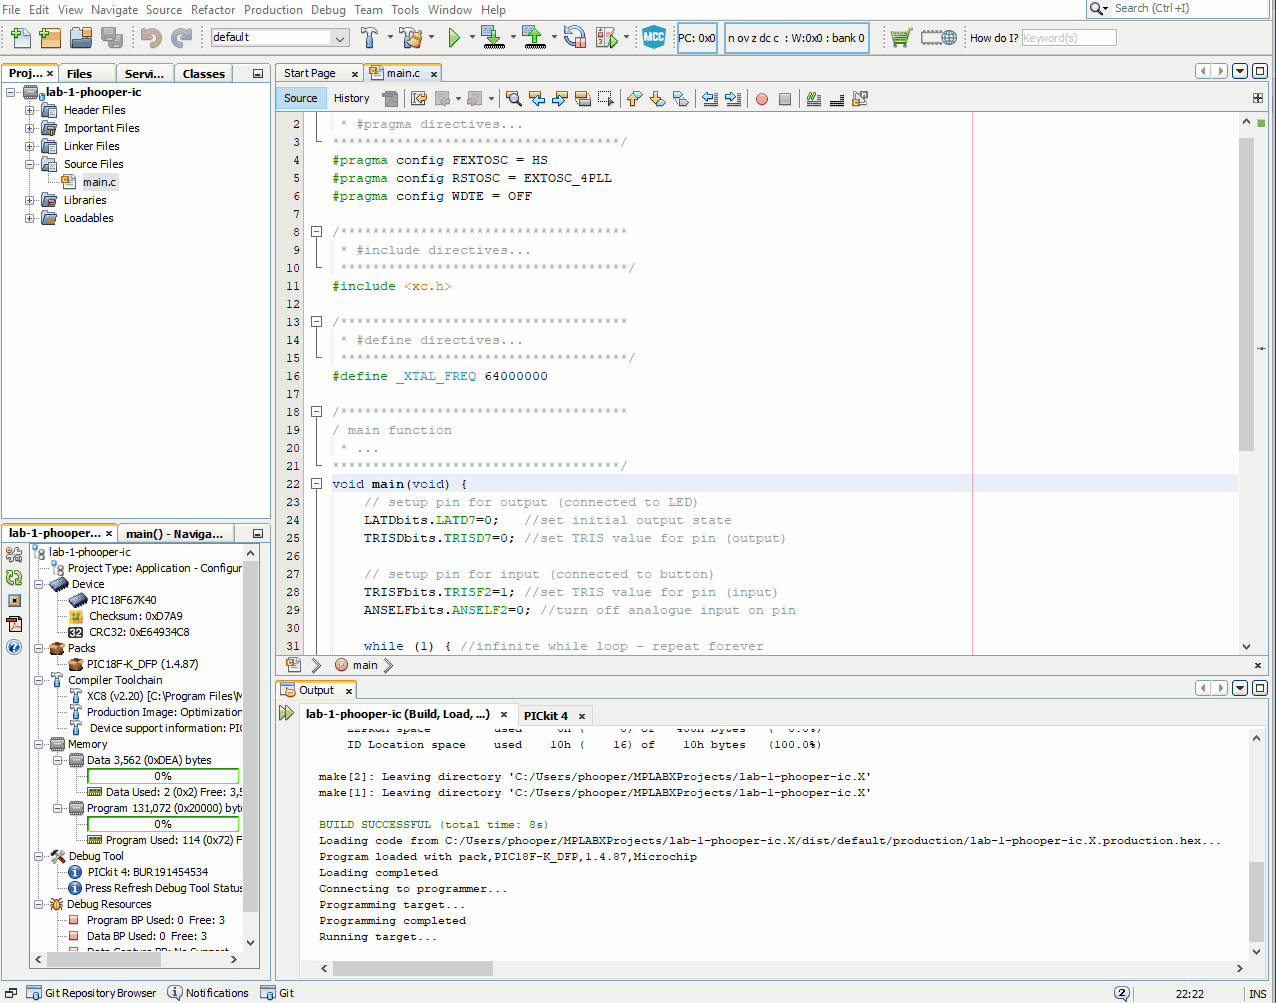 File Edit View Navigate Source Refactor Production Debug Team Tools Window Help
Search (Ctrl+I)
default
MCC
PC: 0x0
n ov z dc c : W:0x0 : bank 0
How do I? Keyword(s)
Proj... × Files Servi... Classes
lab-1-phooper-ic
Header Files
Important Files
Linker Files
Source Files
main.c
Libraries
Loadables
Start Page × main.c ×
Source History
2 * #pragma directives...
3 ************************************/
4 #pragma config FEXTOSC = HS
5 #pragma config RSTOSC = EXTOSC_4PLL
6 #pragma config WDTE = OFF
7
8 /************************************
9 * #include directives...
10 ************************************/
11 #include <xc.h>
12
13 /************************************
14 * #define directives...
15 ************************************/
16 #define _XTAL_FREQ 64000000
17
18 /************************************
19 / main function
20 * ...
21 ************************************/
22 void main(void) {
23 // setup pin for output (connected to LED)
24 LATDbits.LATD7=0; //set initial output state
25 TRISDbits.TRISD7=0; //set TRIS value for pin (output)
26
27 // setup pin for input (connected to button)
28 TRISFbits.TRISF2=1; //set TRIS value for pin (input)
29 ANSELFbits.ANSELF2=0; //turn off analogue input on pin
30
31 while (1) { //infinite while loop - repeat forever
main
lab-1-phooper... × main() - Naviga...
lab-1-phooper-ic
Project Type: Application - Configur
Device
PIC18F67K40
Checksum: 0xD7A9
32 CRC32: 0xE64934C8
Packs
PIC18F-K_DFP (1.4.87)
Compiler Toolchain
XC8 (v2.20) [C:\Program Files\M
Production Image: Optimization
Device support information: PIC
Memory
Data 3,562 (0xDEA) bytes
0%
Data Used: 2 (0x2) Free: 3,5
Program 131,072 (0x20000) byte
0%
Program Used: 114 (0x72) F
Debug Tool
PICkit 4: BUR191454534
Press Refresh Debug Tool Status
Debug Resources
Program BP Used: 0 Free: 3
Data BP Used: 0 Free: 3
Data Capture BP: No Support
Output ×
lab-1-phooper-ic (Build, Load, ...) × PICkit 4 ×
EEPROM space used 0h ( 0) of 400h bytes ( 0.0%)
ID Location space used 10h ( 16) of 10h bytes (100.0%)
make[2]: Leaving directory 'C:/Users/phooper/MPLABXProjects/lab-1-phooper-ic.X'
make[1]: Leaving directory 'C:/Users/phooper/MPLABXProjects/lab-1-phooper-ic.X'
BUILD SUCCESSFUL (total time: 8s)
Loading code from C:/Users/phooper/MPLABXProjects/lab-1-phooper-ic.X/dist/default/production/lab-1-phooper-ic.X.production.hex...
Program loaded with pack,PIC18F-K_DFP,1.4.87,Microchip
Loading completed
Connecting to programmer...
Programming target...
Programming completed
Running target...
Git Repository Browser Notifications Git
2 22:22 INS